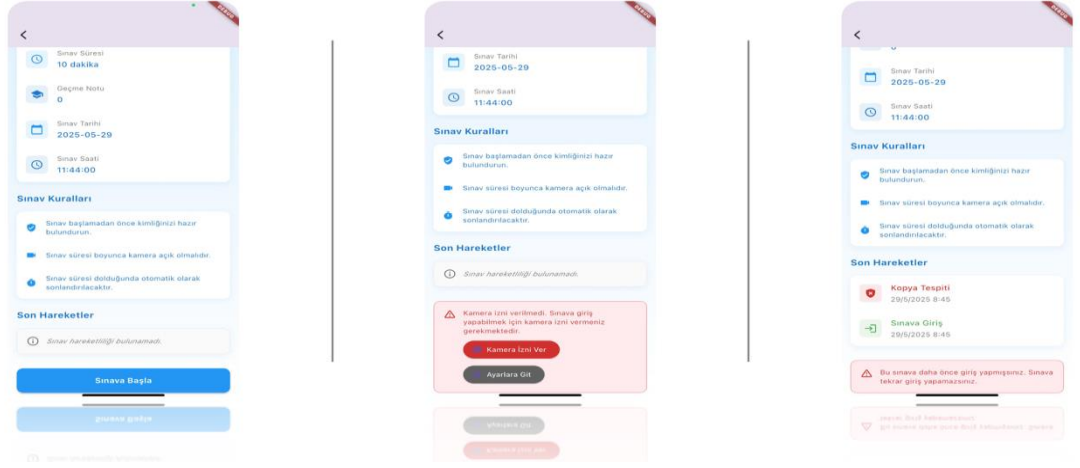 DEBUG
Sınav Süresi
10 dakika
Geçme Notu
0
Sınav Tarihi
2025-05-29
Sınav Saati
11:44:00
Sınav Kuralları
Sınav başlamadan önce kimliğinizi hazır
bulundurun.
Sınav süresi boyunca kamera açık olmalıdır.
Sınav süresi dolduğunda otomatik olarak
sonlandırılacaktır.
Son Hareketler
Sınav hareketliliği bulunamadı.
Sınava Başla
DEBUG
Sınav Tarihi
2025-05-29
Sınav Saati
11:44:00
Sınav Kuralları
Sınav başlamadan önce kimliğinizi hazır
bulundurun.
Sınav süresi boyunca kamera açık olmalıdır.
Sınav süresi dolduğunda otomatik olarak
sonlandırılacaktır.
Son Hareketler
Sınav hareketliliği bulunamadı.
Kamera izni verilmedi. Sınava giriş
yapabilmek için kamera izni vermeniz
gerekmektedir.
Kamera İzni Ver
Ayarlara Git
DEBUG
Sınav Tarihi
2025-05-29
Sınav Saati
11:44:00
Sınav Kuralları
Sınav başlamadan önce kimliğinizi hazır
bulundurun.
Sınav süresi boyunca kamera açık olmalıdır.
Sınav süresi dolduğunda otomatik olarak
sonlandırılacaktır.
Son Hareketler
Kopya Tespiti
29/5/2025 8:45
Sınava Giriş
29/5/2025 8:45
Bu sınava daha önce giriş yapmışsınız. Sınava
tekrar giriş yapamazsınız.